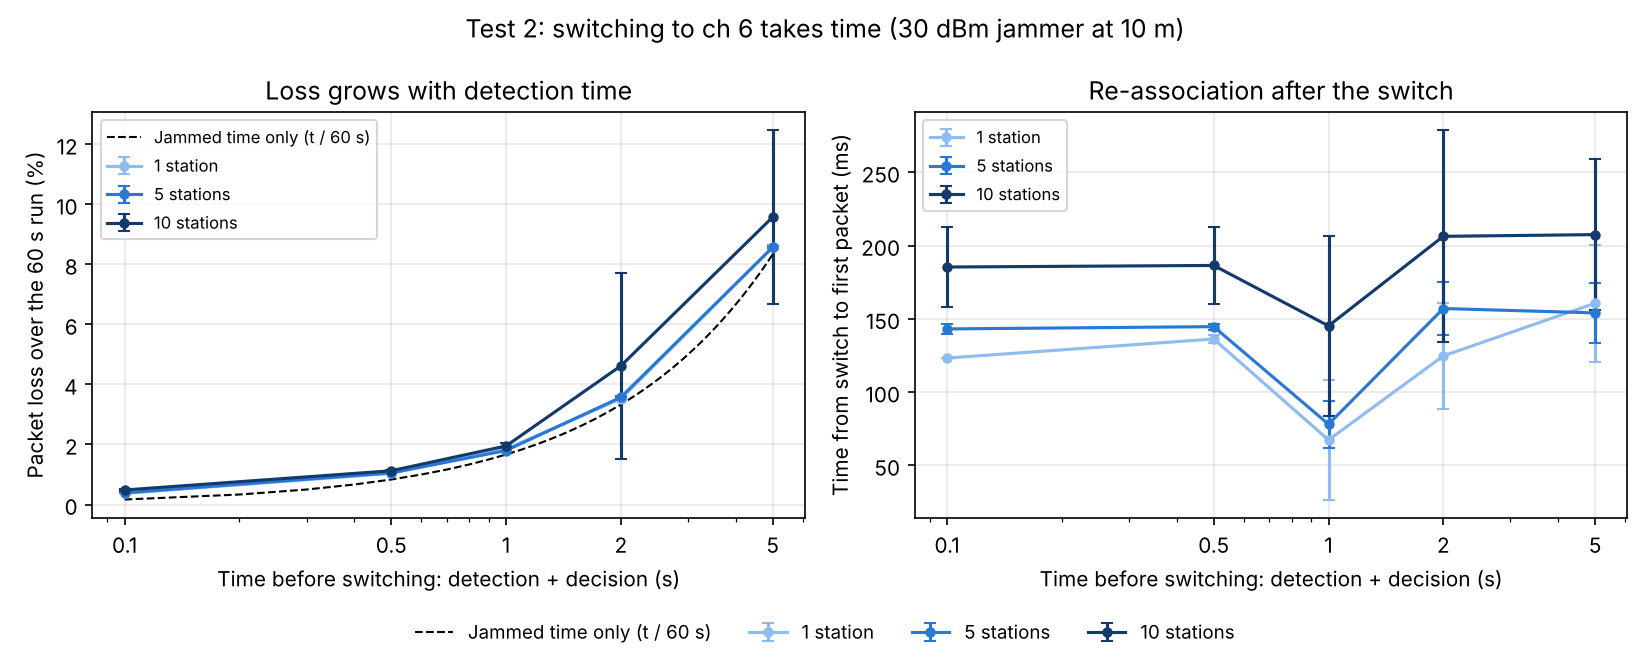 Test 2: switching to ch 6 takes time (30 dBm jammer at 10 m)
Loss grows with detection time
Packet loss over the 60 s run (%)
12
10
8
6
4
2
0
Jammed time only (t / 60 s)
1 station
5 stations
10 stations
0.1
0.5
1
2
5
Time before switching: detection + decision (s)
Re-association after the switch
Time from switch to first packet (ms)
250
200
150
100
50
1 station
5 stations
10 stations
0.1
0.5
1
2
5
Time before switching: detection + decision (s)
Jammed time only (t / 60 s)
1 station
5 stations
10 stations